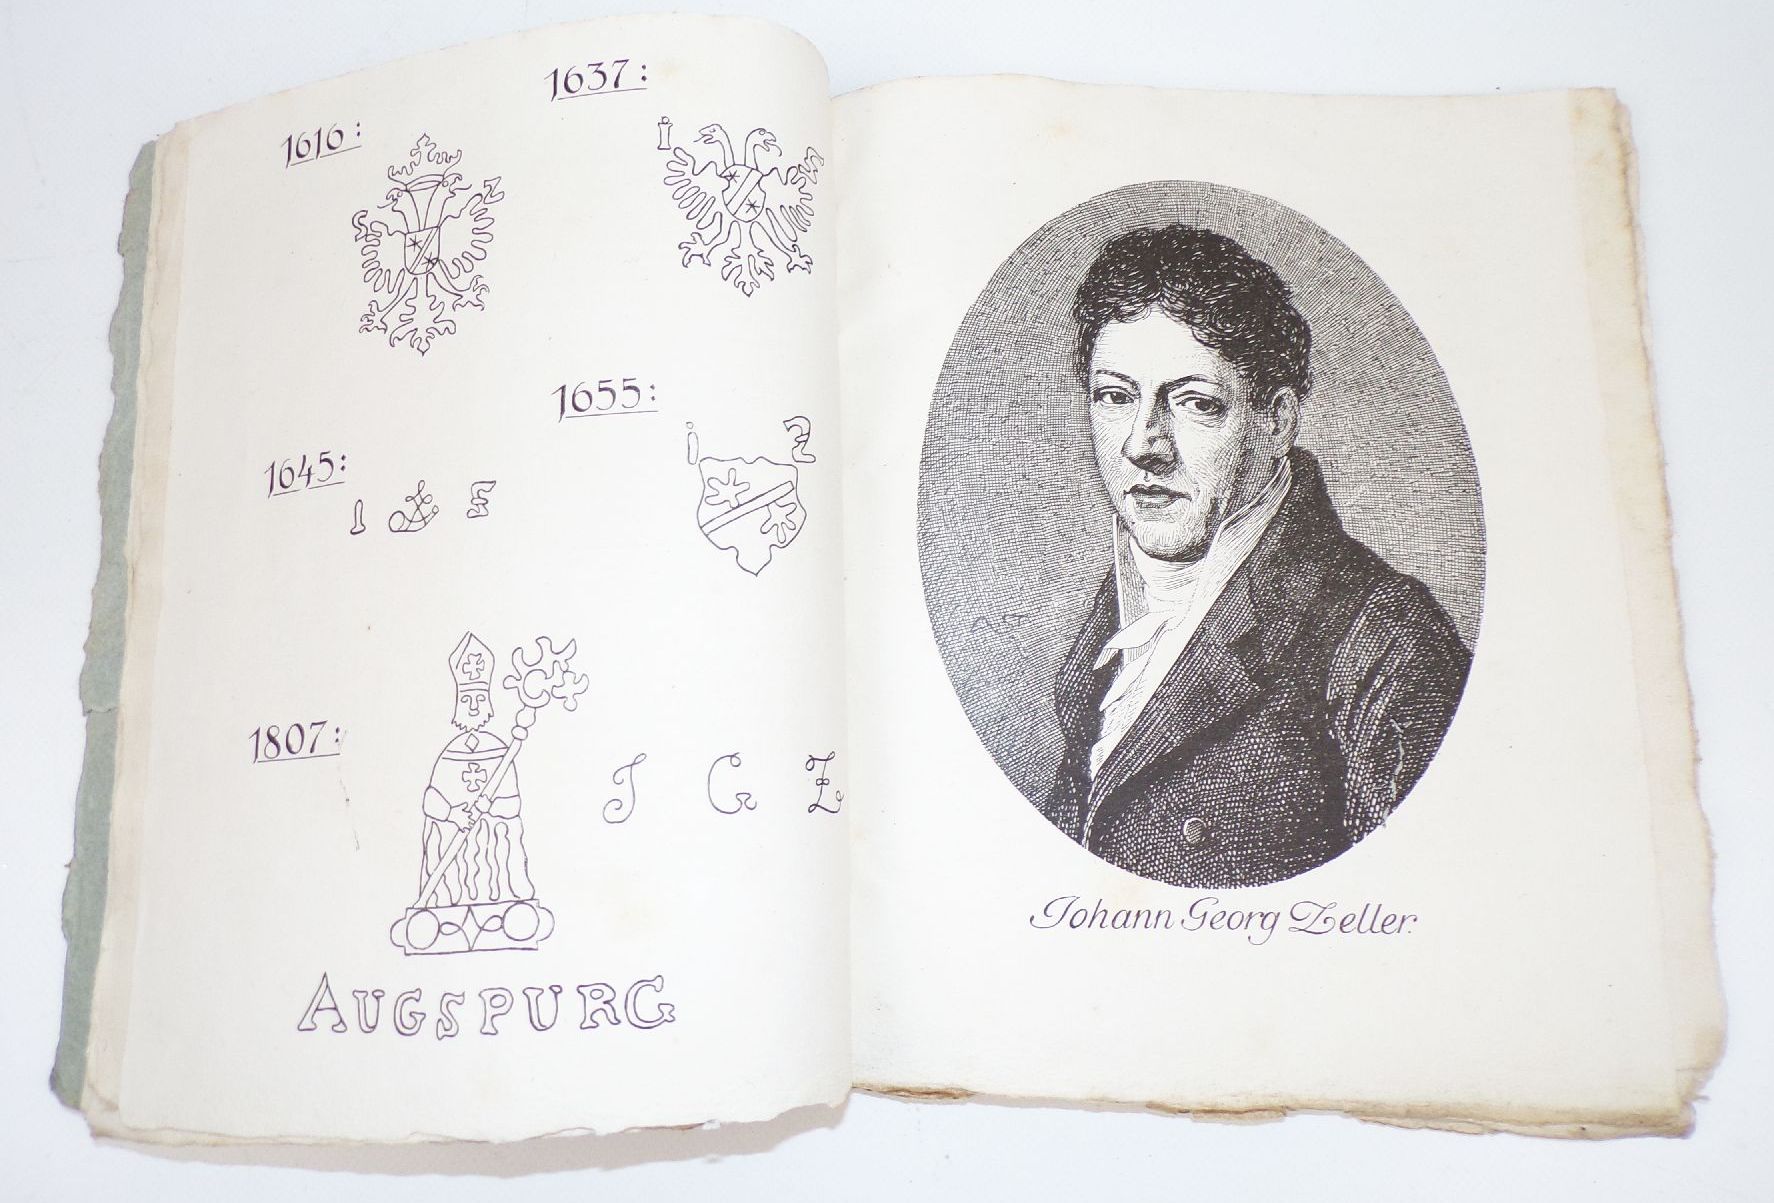 1616:
S Z
1637:
i Z
1645:
I G Z
1655:
i Z
1807:
J G Z
AUGSPURG
Johann Georg Zeller.